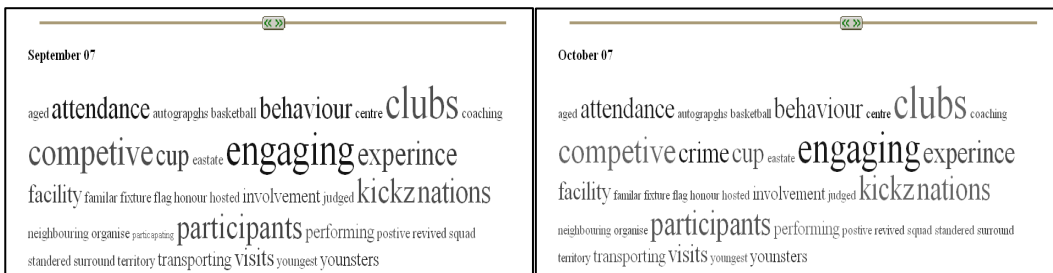 September 07
aged attendance autograpghs basketball behaviour centre clubs coaching
competive cup eastate engaging experince
facility familar fixture flag honour hosted involvement judged kickz nations
neighbouring organise particapating participants performing postive revived squad
standered surround territory transporting visits youngest younsters
October 07
aged attendance autograpghs basketball behaviour centre clubs coaching
competive crime cup eastate engaging experince
facility familar fixture flag honour hosted involvement judged kickz nations
neighbouring organise participants performing postive revived squad standered surround
territory transporting visits youngest younsters